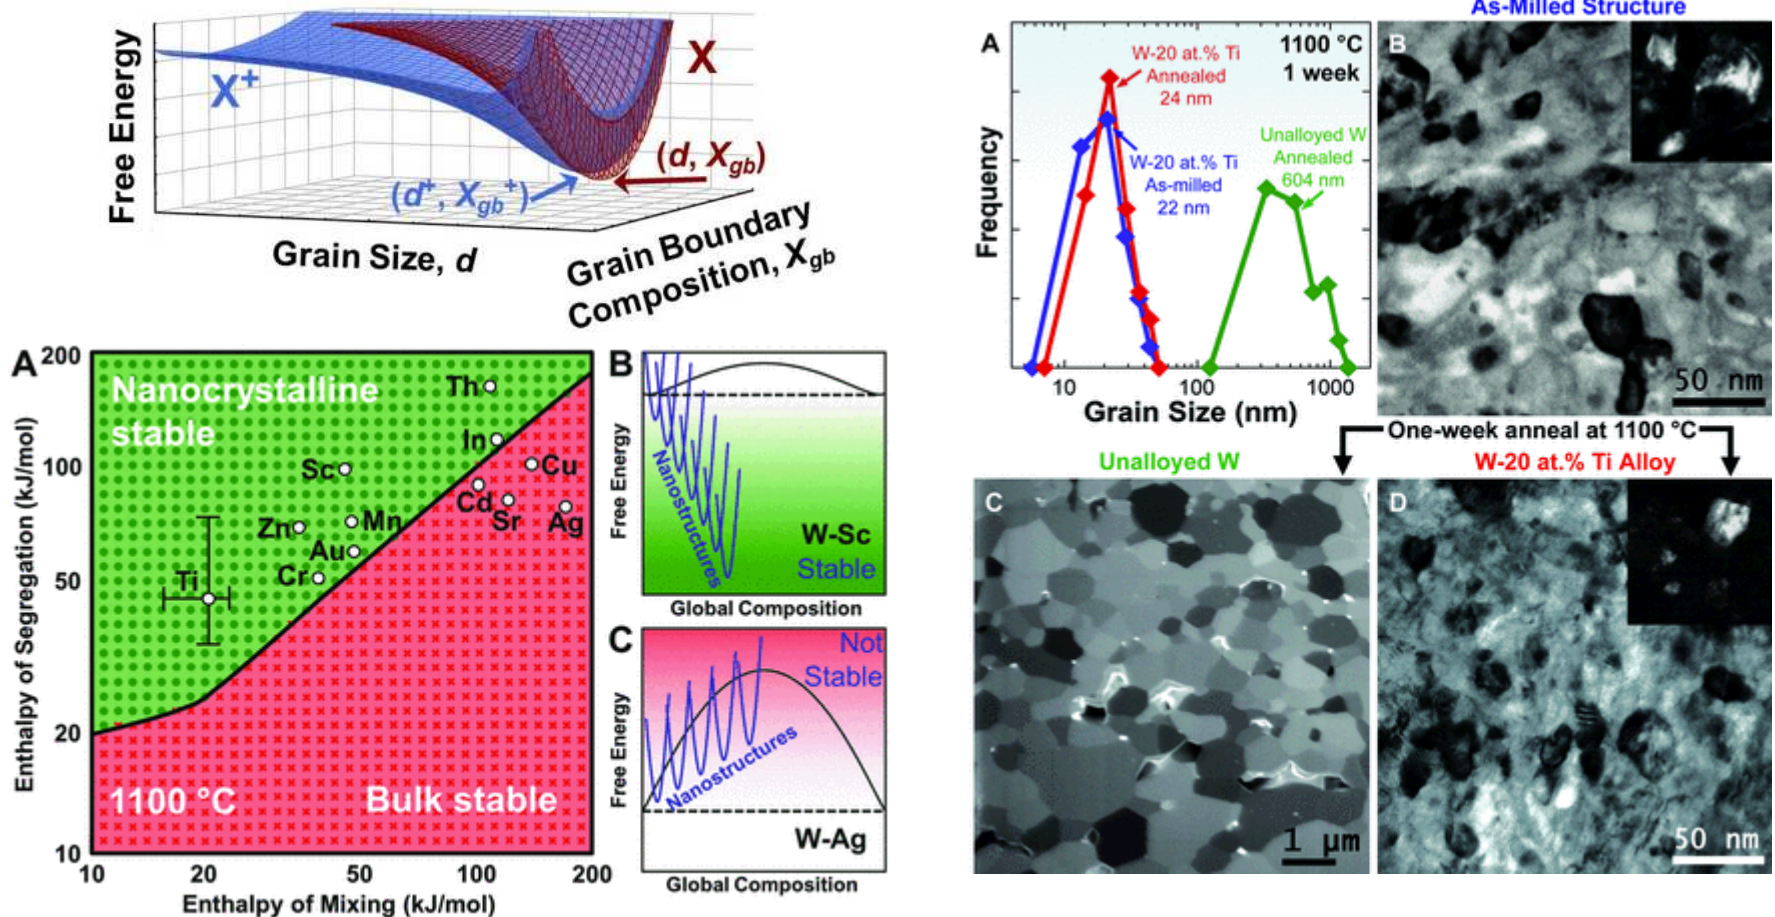 Free Energy
X⁺
X
(d, X_gb)
(d⁺, X_gb⁺)
Grain Size, d
Grain Boundary
Composition, X_gb
A
Enthalpy of Segregation (kJ/mol)
200
100
50
20
10
Nanocrystalline
stable
Th
In
Cu
Sc
Cd
Sr
Ag
Zn
Mn
Au
Cr
Ti
1100 °C
Bulk stable
10
20
50
100
200
Enthalpy of Mixing (kJ/mol)
B
Free Energy
Nanostructures
W-Sc
Stable
Global Composition
C
Free Energy
Not
Stable
Nanostructures
W-Ag
Global Composition
A
Frequency
W-20 at.% Ti
Annealed
24 nm
1100 °C
1 week
W-20 at.% Ti
As-milled
22 nm
Unalloyed W
Annealed
604 nm
10
100
1000
Grain Size (nm)
As-Milled Structure
B
50 nm
One-week anneal at 1100 °C
Unalloyed W
C
1 µm
W-20 at.% Ti Alloy
D
50 nm